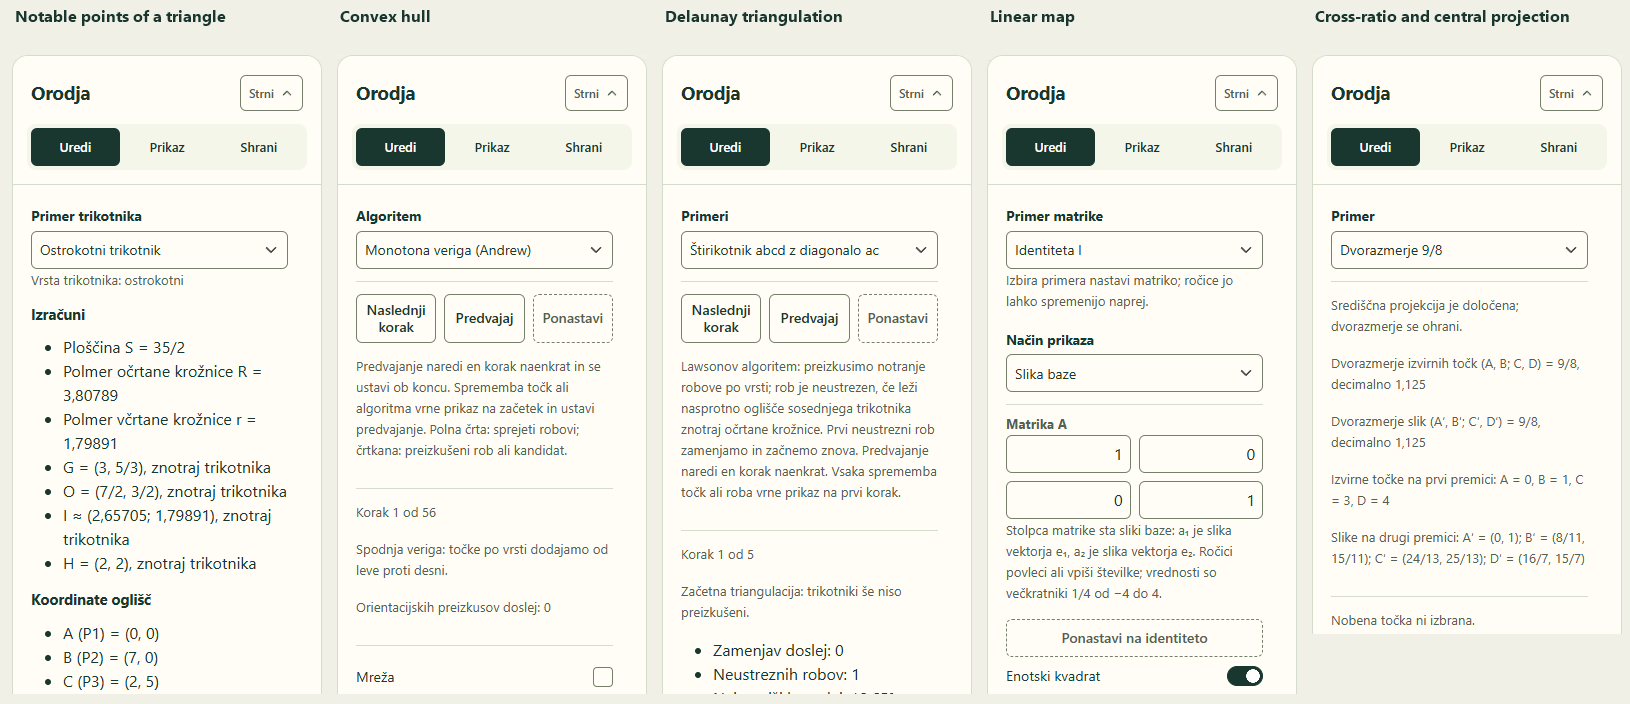 Notable points of a triangle
Orodja
Strni
Uredi
Prikaz
Shrani
Primer trikotnika
Ostrokotni trikotnik
Vrsta trikotnika: ostrokotni
Izračuni
Ploščina S = 35/2
Polmer očrtane krožnice R =
3,80789
Polmer včrtane krožnice r =
1,79891
G = (3, 5/3), znotraj trikotnika
O = (7/2, 3/2), znotraj trikotnika
I ≈ (2,65705; 1,79891), znotraj
trikotnika
H = (2, 2), znotraj trikotnika
Koordinate oglišč
A (P1) = (0, 0)
B (P2) = (7, 0)
C (P3) = (2, 5)
Convex hull
Orodja
Strni
Uredi
Prikaz
Shrani
Algoritem
Monotona veriga (Andrew)
Naslednji
korak
Predvajaj
Ponastavi
Predvajanje naredi en korak naenkrat in se
ustavi ob koncu. Sprememba točk ali
algoritma vrne prikaz na začetek in ustavi
predvajanje. Polna črta: sprejeti robovi;
črtkana: preizkušeni rob ali kandidat.
Korak 1 od 56
Spodnja veriga: točke po vrsti dodajamo od
leve proti desni.
Orientacijskih preizkusov doslej: 0
Mreža
Delaunay triangulation
Orodja
Strni
Uredi
Prikaz
Shrani
Primeri
Štirikotnik abcd z diagonalo ac
Naslednji
korak
Predvajaj
Ponastavi
Lawsonov algoritem: preizkusimo notranje
robove po vrsti; rob je neustrezen, če leži
nasprotno oglišče sosednjega trikotnika
znotraj očrtane krožnice. Prvi neustrezni rob
zamenjamo in začnemo znova. Predvajanje
naredi en korak naenkrat. Vsaka sprememba
točk ali roba vrne prikaz na prvi korak.
Korak 1 od 5
Začetna triangulacija: trikotniki še niso
preizkušeni.
Zamenjav doslej: 0
Neustreznih robov: 1
Linear map
Orodja
Strni
Uredi
Prikaz
Shrani
Primer matrike
Identiteta I
Izbira primera nastavi matriko; ročice jo
lahko spremenijo naprej.
Način prikaza
Slika baze
Matrika A
1
0
0
1
Stolpca matrike sta sliki baze: a₁ je slika
vektorja e₁, a₂ je slika vektorja e₂. Ročici
povleci ali vpiši številke; vrednosti so
večkratniki 1/4 od −4 do 4.
Ponastavi na identiteto
Enotski kvadrat
Cross-ratio and central projection
Orodja
Strni
Uredi
Prikaz
Shrani
Primer
Dvorazmerje 9/8
Središčna projekcija je določena;
dvorazmerje se ohrani.
Dvorazmerje izvirnih točk (A, B; C, D) = 9/8,
decimalno 1,125
Dvorazmerje slik (A′, B′; C′, D′) = 9/8,
decimalno 1,125
Izvirne točke na prvi premici: A = 0, B = 1, C
= 3, D = 4
Slike na drugi premici: A′ = (0, 1); B′ = (8/11,
15/11); C′ = (24/13, 25/13); D′ = (16/7, 15/7)
Nobena točka ni izbrana.